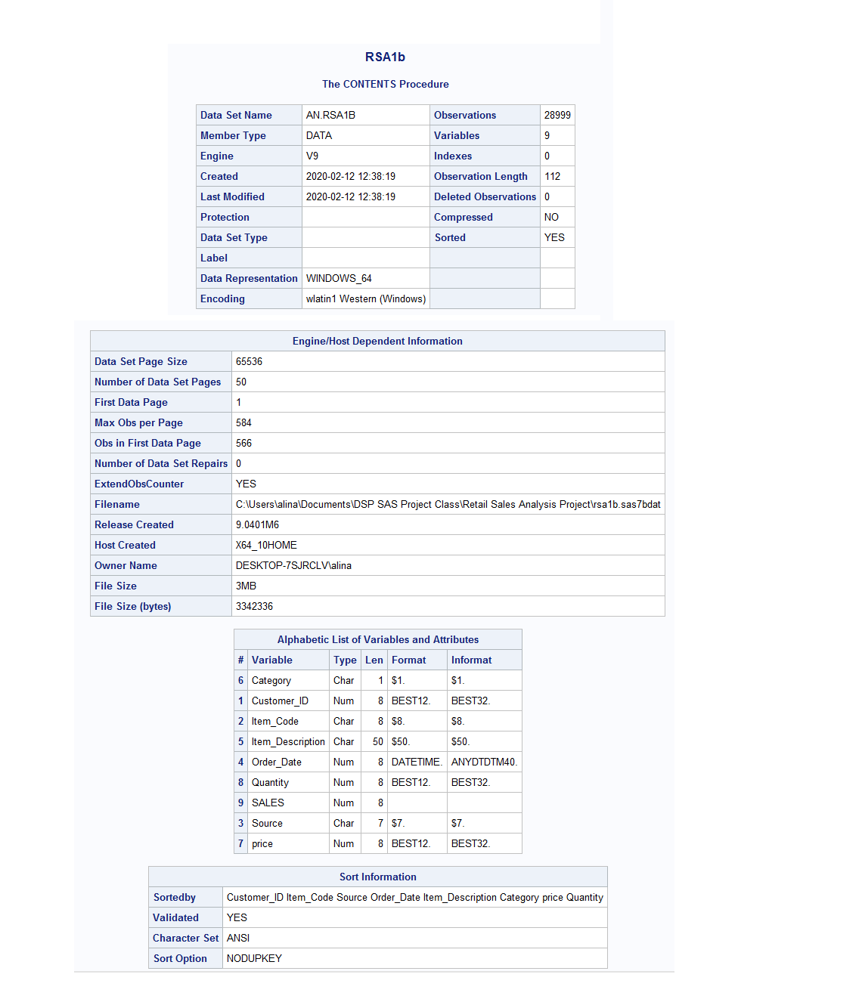 RSA1b
The CONTENTS Procedure
Data Set Name AN.RSA1B Observations 28999
Member Type DATA Variables 9
Engine V9 Indexes 0
Created 2020-02-12 12:38:19 Observation Length 112
Last Modified 2020-02-12 12:38:19 Deleted Observations 0
Protection Compressed NO
Data Set Type Sorted YES
Label
Data Representation WINDOWS_64
Encoding wlatin1 Western (Windows)
Engine/Host Dependent Information
Data Set Page Size 65536
Number of Data Set Pages 50
First Data Page 1
Max Obs per Page 584
Obs in First Data Page 566
Number of Data Set Repairs 0
ExtendObsCounter YES
Filename C:\Users\alina\Documents\DSP SAS Project Class\Retail Sales Analysis Project\rsa1b.sas7bdat
Release Created 9.0401M6
Host Created X64_10HOME
Owner Name DESKTOP-7SJRCLV\alina
File Size 3MB
File Size (bytes) 3342336
Alphabetic List of Variables and Attributes
# Variable Type Len Format Informat
6 Category Char 1 $1. $1.
1 Customer_ID Num 8 BEST12. BEST32.
2 Item_Code Char 8 $8. $8.
5 Item_Description Char 50 $50. $50.
4 Order_Date Num 8 DATETIME. ANYDTDTM40.
8 Quantity Num 8 BEST12. BEST32.
9 SALES Num 8
3 Source Char 7 $7. $7.
7 price Num 8 BEST12. BEST32.
Sort Information
Sortedby Customer_ID Item_Code Source Order_Date Item_Description Category price Quantity
Validated YES
Character Set ANSI
Sort Option NODUPKEY